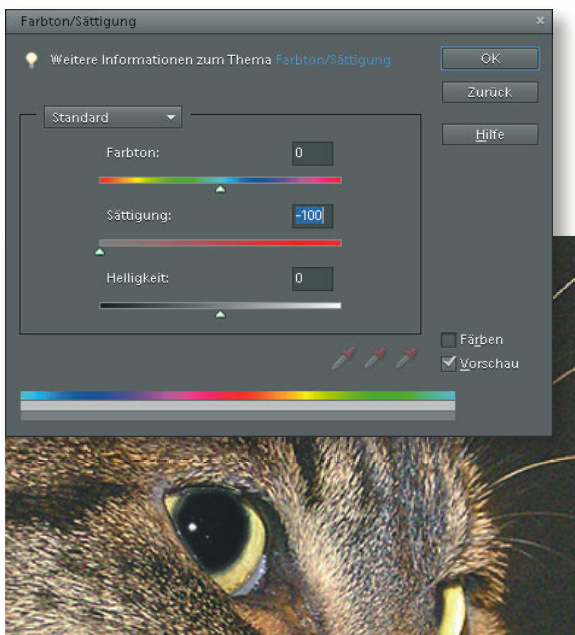 Farbton/Sättigung
Weitere Informationen zum Thema Farbton/Sättigung
OK
Zurück
Hilfe
Standard
Farbton:
0
Sättigung:
-100
Helligkeit:
0
Färben
Vorschau